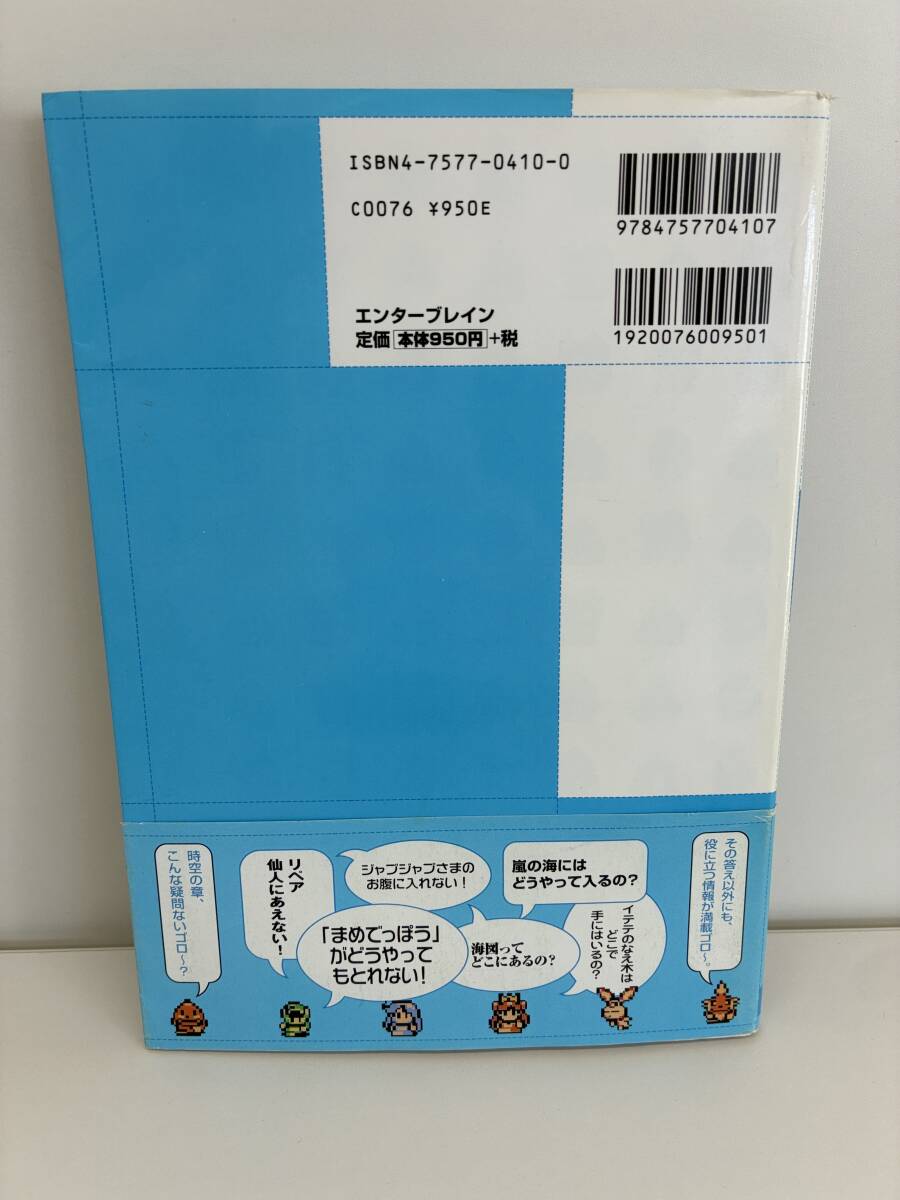 ISBN4-7577-0410-0
C0076 ¥950E
9784757704107
エンターブレイン
定価 本体950円 +税
1920076009501
時空の章、
こんな疑問ないゴロ〜?
リペア
仙人にあえない!
ジャブジャブさまの
お腹に入れない!
「まめでっぽう」
がどうやって
もとれない!
嵐の海には
どうやって入るの?
海図って
どこにあるの?
イテテのなえ木は
どこで
手にはいるの?
その答え以外にも、
役に立つ情報が満載ゴロ〜。